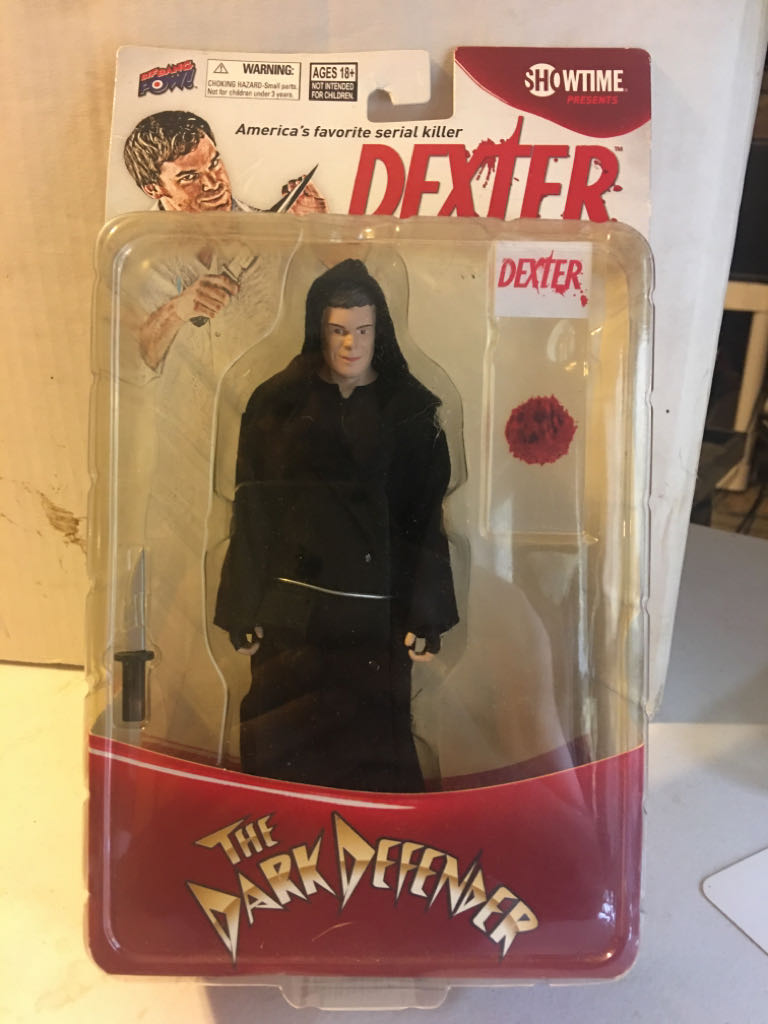 BIF BANG
POW!
WARNING:
CHOKING HAZARD-Small parts.
Not for children under 3 years.
AGES 18+
NOT INTENDED
FOR CHILDREN.
SHOWTIME
PRESENTS
America's favorite serial killer
DEXTER™
DEXTER
THE
DARK DEFENDER